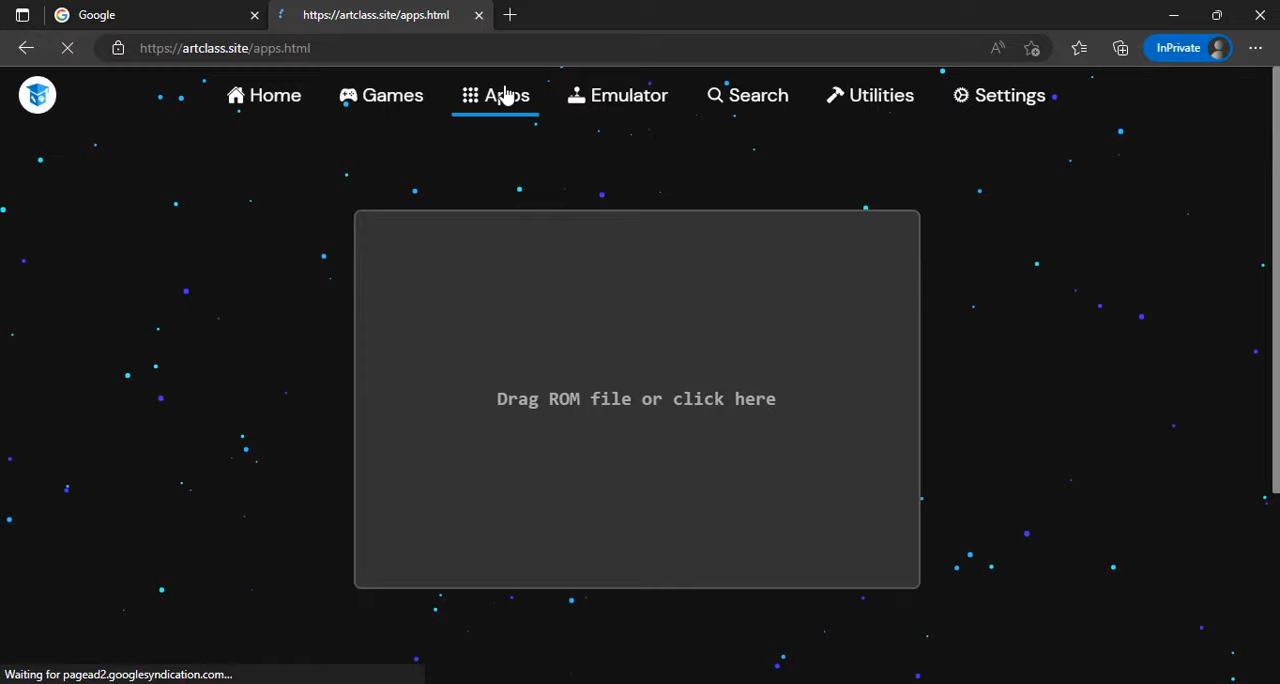 Google
https://artclass.site/apps.html
https://artclass.site/apps.html
InPrivate
Home
Games
Apps
Emulator
Search
Utilities
Settings
Drag ROM file or click here
Waiting for pagead2.googlesyndication.com...